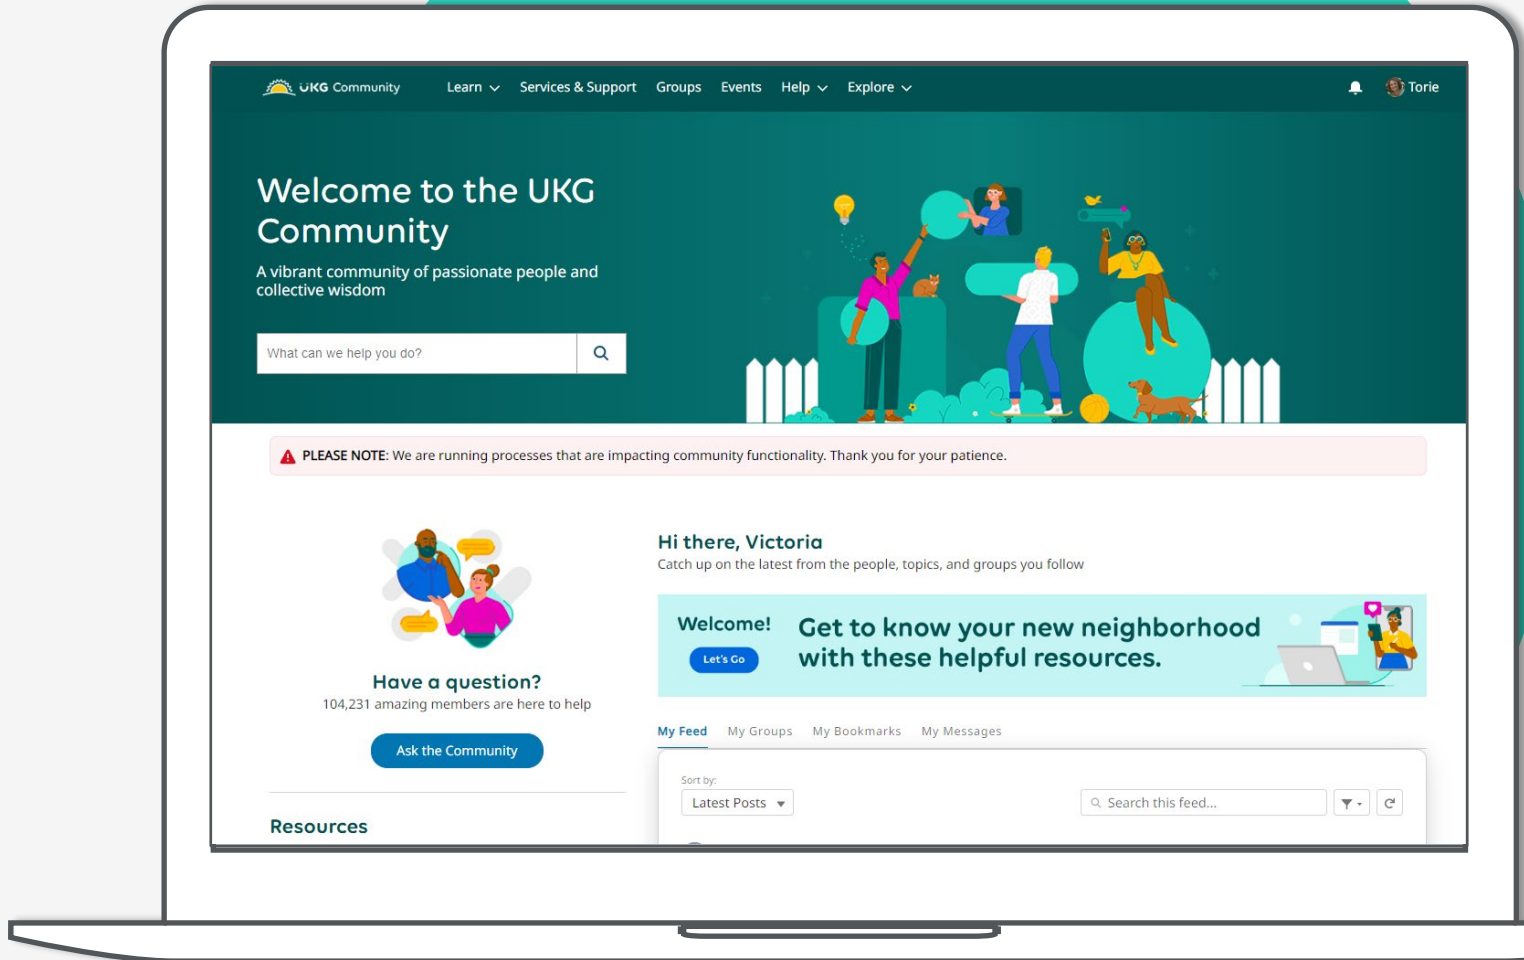 UKG Community
Learn
Services & Support
Groups
Events
Help
Explore
Torie
Welcome to the UKG
Community
A vibrant community of passionate people and
collective wisdom
What can we help you do?
PLEASE NOTE: We are running processes that are impacting community functionality. Thank you for your patience.
Have a question?
104,231 amazing members are here to help
Ask the Community
Resources
Hi there, Victoria
Catch up on the latest from the people, topics, and groups you follow
Welcome!
Let's Go
Get to know your new neighborhood
with these helpful resources.
My Feed
My Groups
My Bookmarks
My Messages
Sort by:
Latest Posts
Search this feed...